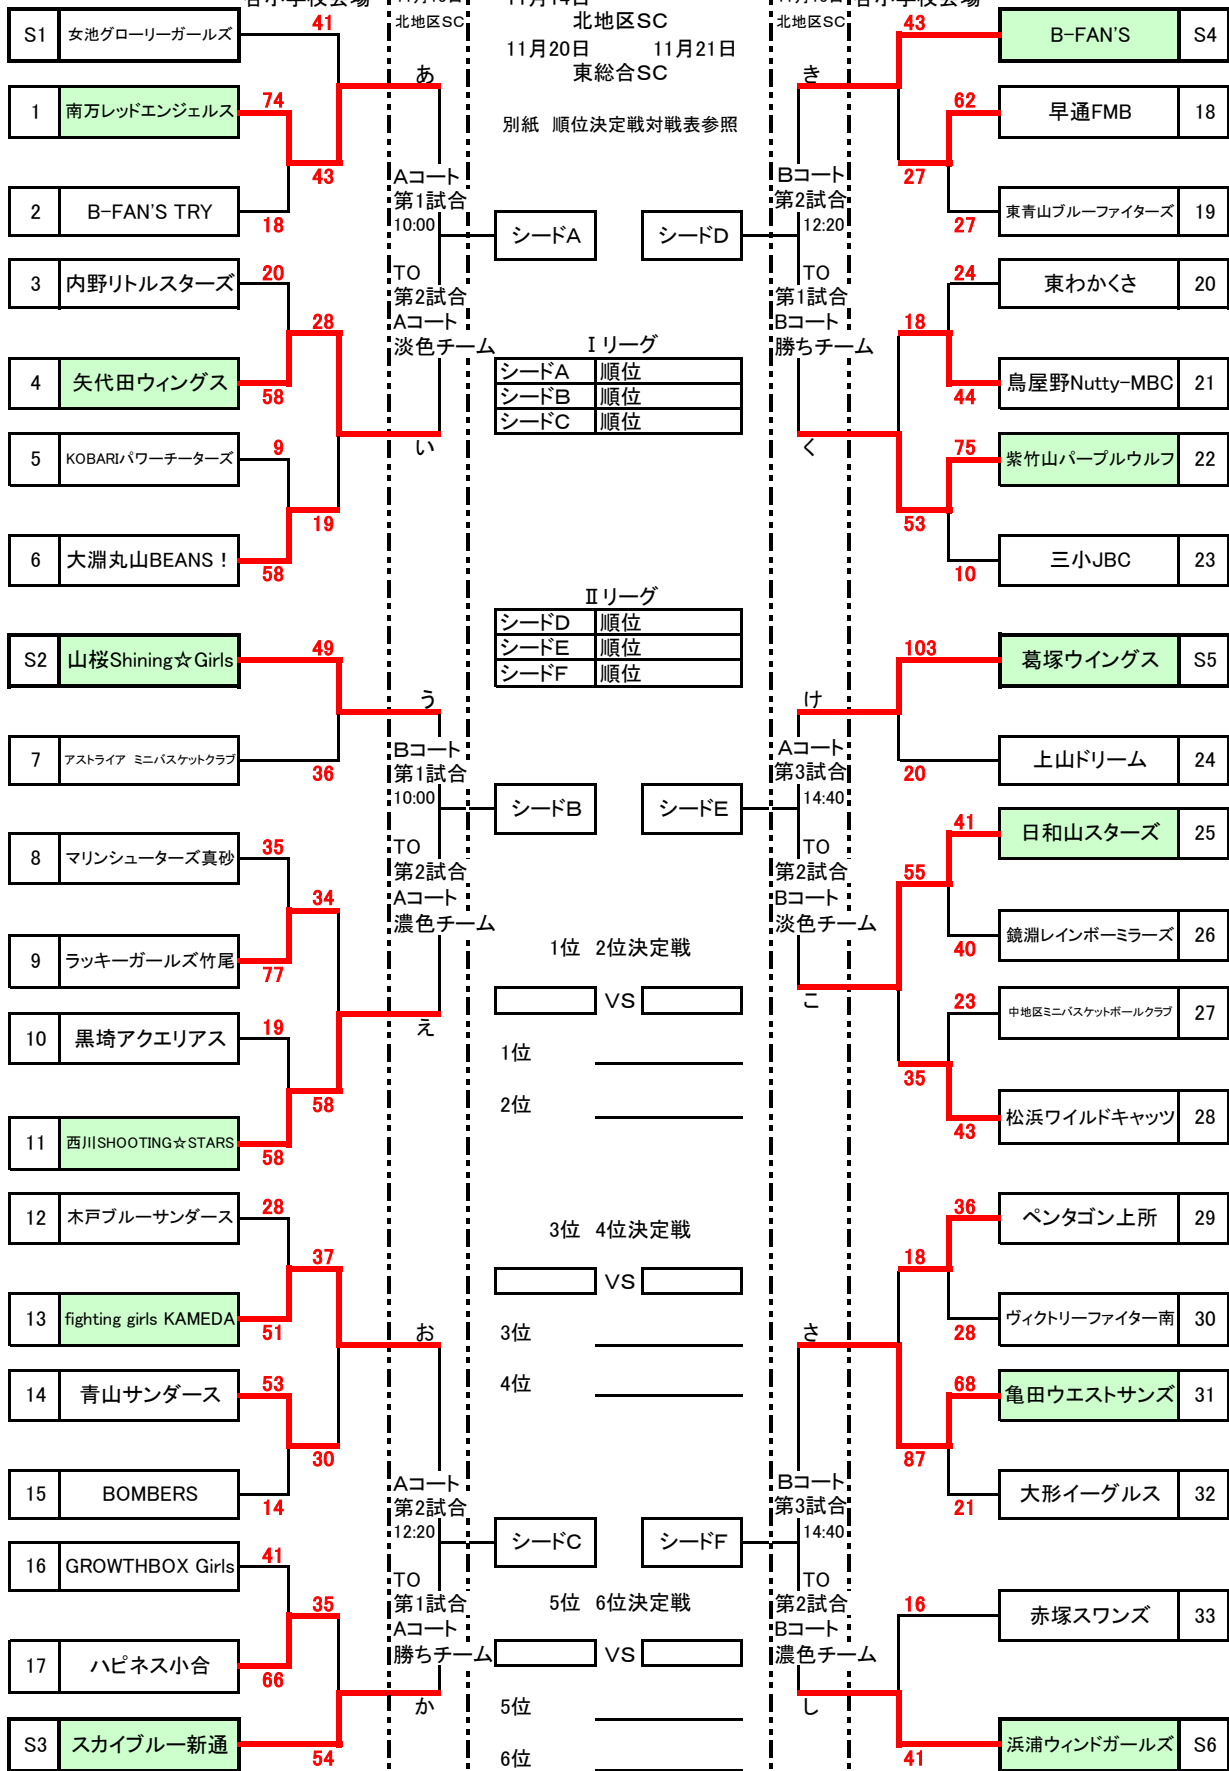 S1 女池グローリーガールズ 41
1 南万レッドエンジェルス 74
43
2 B-FAN'S TRY 18
3 内野リトルスターズ 20
28
4 矢代田ウィングス 58
5 KOBARIパワーチーターズ 9
19
6 大淵丸山BEANS！ 58
S2 山桜Shining☆Girls 49
7 アストライア ミニバスケットクラブ 36
8 マリンシューターズ真砂 35
34
9 ラッキーガールズ竹尾 77
10 黒埼アクエリアス 19
58
11 西川SHOOTING☆STARS 58
12 木戸ブルーサンダース 28
37
13 fighting girls KAMEDA 51
14 青山サンダース 53
30
15 BOMBERS 14
16 GROWTHBOX Girls 41
35
17 ハピネス小合 66
S3 スカイブルー新通 54
北地区SC
あ
Aコート
第1試合
10:00
TO
第2試合
Aコート
淡色チーム
い
う
Bコート
第1試合
10:00
TO
第2試合
Aコート
濃色チーム
え
お
Aコート
第2試合
12:20
TO
第1試合
Aコート
勝ちチーム
か
11月14日
北地区SC
11月20日 11月21日
東総合SC
別紙 順位決定戦対戦表参照
シードA シードD
Ⅰリーグ
シードA 順位
シードB 順位
シードC 順位
Ⅱリーグ
シードD 順位
シードE 順位
シードF 順位
シードB シードE
1位 2位決定戦
VS
1位
2位
3位 4位決定戦
VS
3位
4位
シードC シードF
5位 6位決定戦
VS
5位
6位
北地区SC
き
Bコート
第2試合
12:20
TO
第1試合
Bコート
勝ちチーム
く
け
Aコート
第3試合
14:40
TO
第2試合
Bコート
淡色チーム
こ
さ
Bコート
第3試合
14:40
TO
第2試合
Bコート
濃色チーム
し
43 B-FAN'S S4
62 早通FMB 18
27
27 東青山ブルーファイターズ 19
24 東わかくさ 20
18
44 鳥屋野Nutty-MBC 21
75 紫竹山パープルウルフ 22
53
10 三小JBC 23
103 葛塚ウイングス S5
20 上山ドリーム 24
41 日和山スターズ 25
55
40 鏡淵レインボーミラーズ 26
23 中地区ミニバスケットボールクラブ 27
35
43 松浜ワイルドキャッツ 28
36 ペンタゴン上所 29
18
28 ヴィクトリーファイター南 30
68 亀田ウエストサンズ 31
87
21 大形イーグルス 32
16 赤塚スワンズ 33
41 浜浦ウィンドガールズ S6